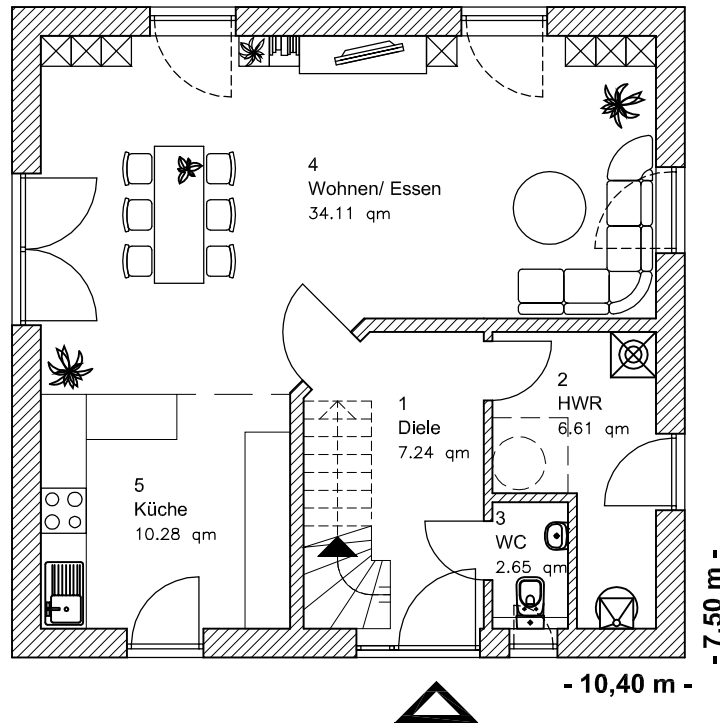 4
Wohnen/ Essen
34.11 qm
1
Diele
7.24 qm
2
HWR
6.61 qm
5
Küche
10.28 qm
3
WC
2.65 qm
- 7,50 m -
- 10,40 m -